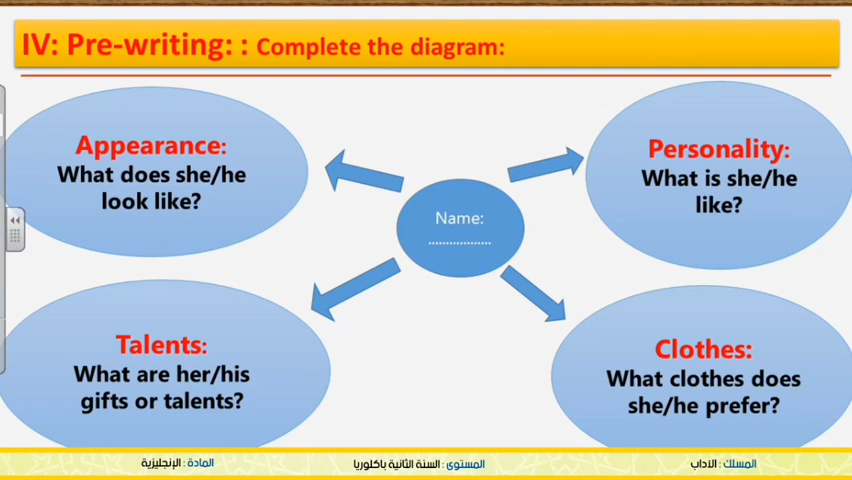 IV: Pre-writing: : Complete the diagram:
Appearance:
What does she/he
look like?
Personality:
What is she/he
like?
Name:
..................
Talents:
What are her/his
gifts or talents?
Clothes:
What clothes does
she/he prefer?
المسلك : الآداب
المستوى : السنة الثانية باكلوريا
المادة : الإنجليزية